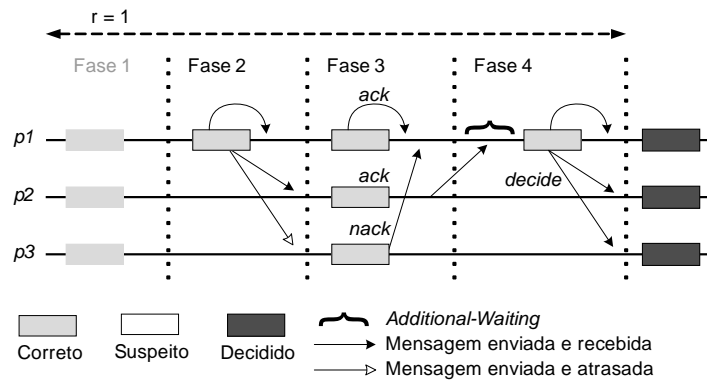 r = 1
Fase 1
Fase 2
Fase 3
Fase 4
ack
p1
ack
decide
p2
nack
p3
Additional-Waiting
Mensagem enviada e recebida
Correto
Suspeito
Decidido
Mensagem enviada e atrasada